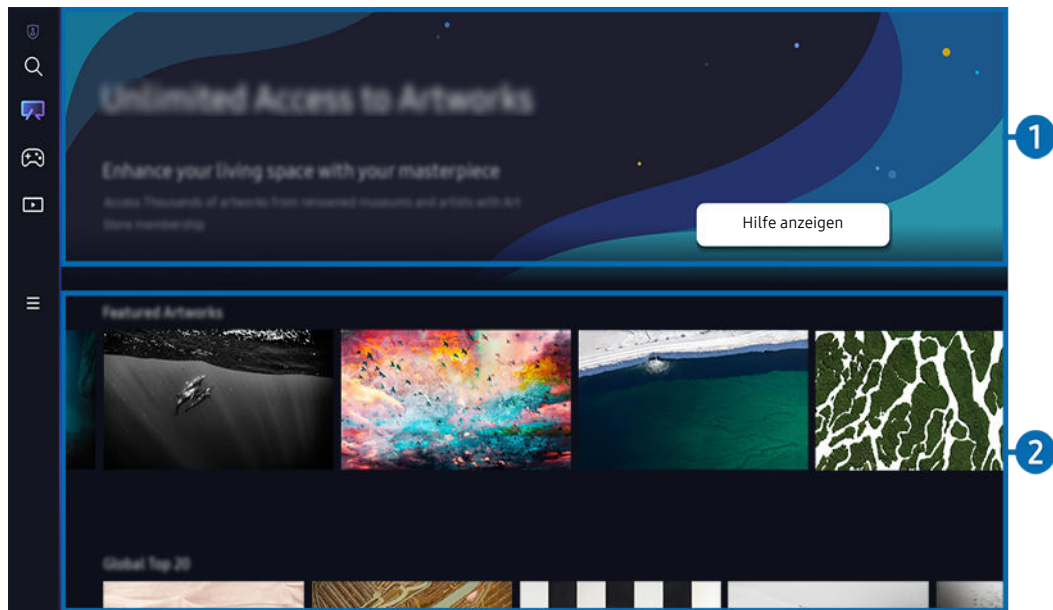 Unlimited Access to Artworks
Enhance your living space with your masterpiece
Access Thousands of artworks from renowned museums and artists with Art
Store membership
Hilfe anzeigen
1
Featured Artworks
2
Global Top 20